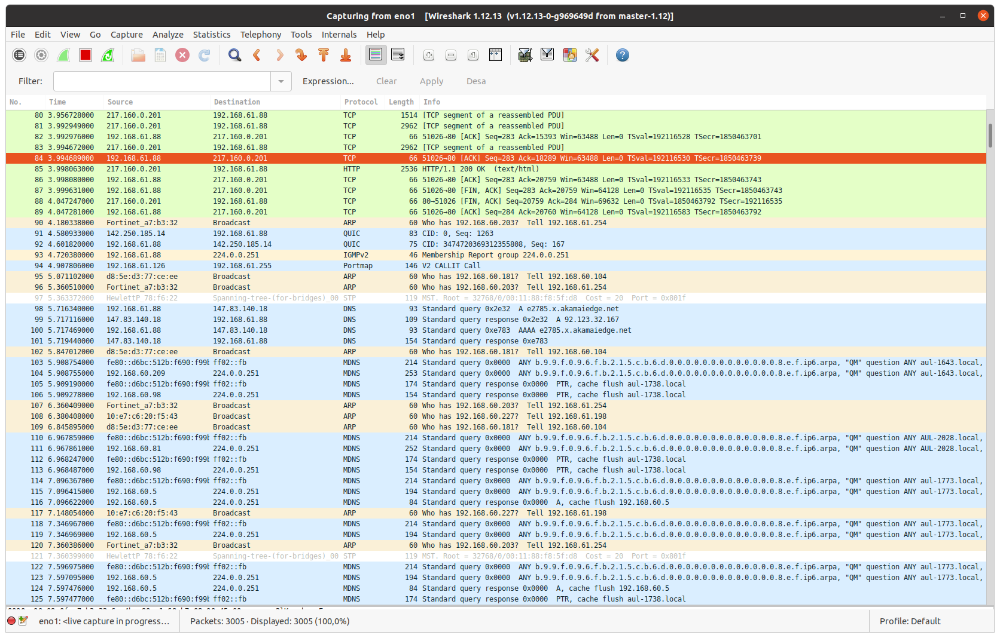 Capturing from eno1 [Wireshark 1.12.13 (v1.12.13-0-g969649d from master-1.12)]
File Edit View Go Capture Analyze Statistics Telephony Tools Internals Help
Filter: Expression... Clear Apply Desa
No. Time Source Destination Protocol Length Info
80 3.956728000 217.160.0.201 192.168.61.88 TCP 1514 [TCP segment of a reassembled PDU]
81 3.992949000 217.160.0.201 192.168.61.88 TCP 2962 [TCP segment of a reassembled PDU]
82 3.992976000 192.168.61.88 217.160.0.201 TCP 66 51026→80 [ACK] Seq=283 Ack=15393 Win=63488 Len=0 TSval=192116528 TSecr=1850463701
83 3.994672000 217.160.0.201 192.168.61.88 TCP 2962 [TCP segment of a reassembled PDU]
84 3.994689000 192.168.61.88 217.160.0.201 TCP 66 51026→80 [ACK] Seq=283 Ack=18289 Win=63488 Len=0 TSval=192116530 TSecr=1850463739
85 3.998063000 217.160.0.201 192.168.61.88 HTTP 2536 HTTP/1.1 200 OK (text/html)
86 3.998080000 192.168.61.88 217.160.0.201 TCP 66 51026→80 [ACK] Seq=283 Ack=20759 Win=63488 Len=0 TSval=192116533 TSecr=1850463743
87 3.999631000 192.168.61.88 217.160.0.201 TCP 66 51026→80 [FIN, ACK] Seq=283 Ack=20759 Win=64128 Len=0 TSval=192116535 TSecr=1850463743
88 4.047247000 217.160.0.201 192.168.61.88 TCP 66 80→51026 [FIN, ACK] Seq=20759 Ack=284 Win=69632 Len=0 TSval=1850463792 TSecr=192116535
89 4.047281000 192.168.61.88 217.160.0.201 TCP 66 51026→80 [ACK] Seq=284 Ack=20760 Win=64128 Len=0 TSval=192116583 TSecr=1850463792
90 4.180338000 Fortinet_a7:b3:32 Broadcast ARP 60 Who has 192.168.60.203? Tell 192.168.61.254
91 4.580933000 142.250.185.14 192.168.61.88 QUIC 83 CID: 0, Seq: 1263
92 4.601820000 192.168.61.88 142.250.185.14 QUIC 75 CID: 3474720369312355808, Seq: 167
93 4.720380000 192.168.61.88 224.0.0.251 IGMPv2 46 Membership Report group 224.0.0.251
94 4.907806000 192.168.61.126 192.168.61.255 Portmap 146 V2 CALLIT Call
95 5.071102000 d8:5e:d3:77:ce:ee Broadcast ARP 60 Who has 192.168.60.181? Tell 192.168.60.104
96 5.360510000 Fortinet_a7:b3:32 Broadcast ARP 60 Who has 192.168.60.203? Tell 192.168.61.254
97 5.363372000 HewlettP_78:f6:22 Spanning-tree-(for-bridges)_00 STP 119 MST. Root = 32768/0/00:11:88:f8:5f:d8 Cost = 20 Port = 0x801f
98 5.716340000 192.168.61.88 147.83.140.18 DNS 93 Standard query 0x2e32 A e2785.x.akamaiedge.net
99 5.717116000 147.83.140.18 192.168.61.88 DNS 109 Standard query response 0x2e32 A 92.123.32.167
100 5.717469000 192.168.61.88 147.83.140.18 DNS 93 Standard query 0xe783 AAAA e2785.x.akamaiedge.net
101 5.719440000 147.83.140.18 192.168.61.88 DNS 154 Standard query response 0xe783
102 5.847012000 d8:5e:d3:77:ce:ee Broadcast ARP 60 Who has 192.168.60.181? Tell 192.168.60.104
103 5.908754000 fe80::d6bc:512b:f690:f99b ff02::fb MDNS 214 Standard query 0x0000 ANY b.9.9.f.0.9.6.f.b.2.1.5.c.b.6.d.0.0.0.0.0.0.0.0.0.0.0.0.0.8.e.f.ip6.arpa, "QM" question ANY aul-1643.local,
104 5.908755000 192.168.60.209 224.0.0.251 MDNS 253 Standard query 0x0000 ANY b.9.9.f.0.9.6.f.b.2.1.5.c.b.6.d.0.0.0.0.0.0.0.0.0.0.0.0.0.8.e.f.ip6.arpa, "QM" question ANY aul-1643.local,
105 5.909190000 fe80::d6bc:512b:f690:f99b ff02::fb MDNS 174 Standard query response 0x0000 PTR, cache flush aul-1738.local
106 5.909278000 192.168.60.98 224.0.0.251 MDNS 154 Standard query response 0x0000 PTR, cache flush aul-1738.local
107 6.360409000 Fortinet_a7:b3:32 Broadcast ARP 60 Who has 192.168.60.203? Tell 192.168.61.254
108 6.380408000 10:e7:c6:20:f5:43 Broadcast ARP 60 Who has 192.168.60.227? Tell 192.168.61.198
109 6.845895000 d8:5e:d3:77:ce:ee Broadcast ARP 60 Who has 192.168.60.181? Tell 192.168.60.104
110 6.967859000 fe80::d6bc:512b:f690:f99b ff02::fb MDNS 214 Standard query 0x0000 ANY b.9.9.f.0.9.6.f.b.2.1.5.c.b.6.d.0.0.0.0.0.0.0.0.0.0.0.0.0.8.e.f.ip6.arpa, "QM" question ANY AUL-2028.local,
111 6.967861000 192.168.60.81 224.0.0.251 MDNS 252 Standard query 0x0000 ANY b.9.9.f.0.9.6.f.b.2.1.5.c.b.6.d.0.0.0.0.0.0.0.0.0.0.0.0.0.8.e.f.ip6.arpa, "QM" question ANY AUL-2028.local,
112 6.968247000 fe80::d6bc:512b:f690:f99b ff02::fb MDNS 174 Standard query response 0x0000 PTR, cache flush aul-1738.local
113 6.968487000 192.168.60.98 224.0.0.251 MDNS 154 Standard query response 0x0000 PTR, cache flush aul-1738.local
114 7.096367000 fe80::d6bc:512b:f690:f99b ff02::fb MDNS 214 Standard query 0x0000 ANY b.9.9.f.0.9.6.f.b.2.1.5.c.b.6.d.0.0.0.0.0.0.0.0.0.0.0.0.0.8.e.f.ip6.arpa, "QM" question ANY aul-1773.local,
115 7.096415000 192.168.60.5 224.0.0.251 MDNS 194 Standard query 0x0000 ANY b.9.9.f.0.9.6.f.b.2.1.5.c.b.6.d.0.0.0.0.0.0.0.0.0.0.0.0.0.8.e.f.ip6.arpa, "QM" question ANY aul-1773.local,
116 7.096622000 192.168.60.5 224.0.0.251 MDNS 84 Standard query response 0x0000 A, cache flush 192.168.60.5
117 7.148054000 10:e7:c6:20:f5:43 Broadcast ARP 60 Who has 192.168.60.227? Tell 192.168.61.198
118 7.346967000 fe80::d6bc:512b:f690:f99b ff02::fb MDNS 214 Standard query 0x0000 ANY b.9.9.f.0.9.6.f.b.2.1.5.c.b.6.d.0.0.0.0.0.0.0.0.0.0.0.0.0.8.e.f.ip6.arpa, "QM" question ANY aul-1773.local,
119 7.346969000 192.168.60.5 224.0.0.251 MDNS 194 Standard query 0x0000 ANY b.9.9.f.0.9.6.f.b.2.1.5.c.b.6.d.0.0.0.0.0.0.0.0.0.0.0.0.0.8.e.f.ip6.arpa, "QM" question ANY aul-1773.local,
120 7.360386000 Fortinet_a7:b3:32 Broadcast ARP 60 Who has 192.168.60.203? Tell 192.168.61.254
121 7.360399000 HewlettP_78:f6:22 Spanning-tree-(for-bridges)_00 STP 119 MST. Root = 32768/0/00:11:88:f8:5f:d8 Cost = 20 Port = 0x801f
122 7.596975000 fe80::d6bc:512b:f690:f99b ff02::fb MDNS 214 Standard query 0x0000 ANY b.9.9.f.0.9.6.f.b.2.1.5.c.b.6.d.0.0.0.0.0.0.0.0.0.0.0.0.0.8.e.f.ip6.arpa, "QM" question ANY aul-1773.local,
123 7.597095000 192.168.60.5 224.0.0.251 MDNS 194 Standard query 0x0000 ANY b.9.9.f.0.9.6.f.b.2.1.5.c.b.6.d.0.0.0.0.0.0.0.0.0.0.0.0.0.8.e.f.ip6.arpa, "QM" question ANY aul-1773.local,
124 7.597476000 192.168.60.5 224.0.0.251 MDNS 84 Standard query response 0x0000 A, cache flush 192.168.60.5
125 7.597477000 fe80::d6bc:512b:f690:f99b ff02::fb MDNS 174 Standard query response 0x0000 PTR, cache flush aul-1738.local
eno1: <live capture in progress... Packets: 3005 · Displayed: 3005 (100,0%) Profile: Default